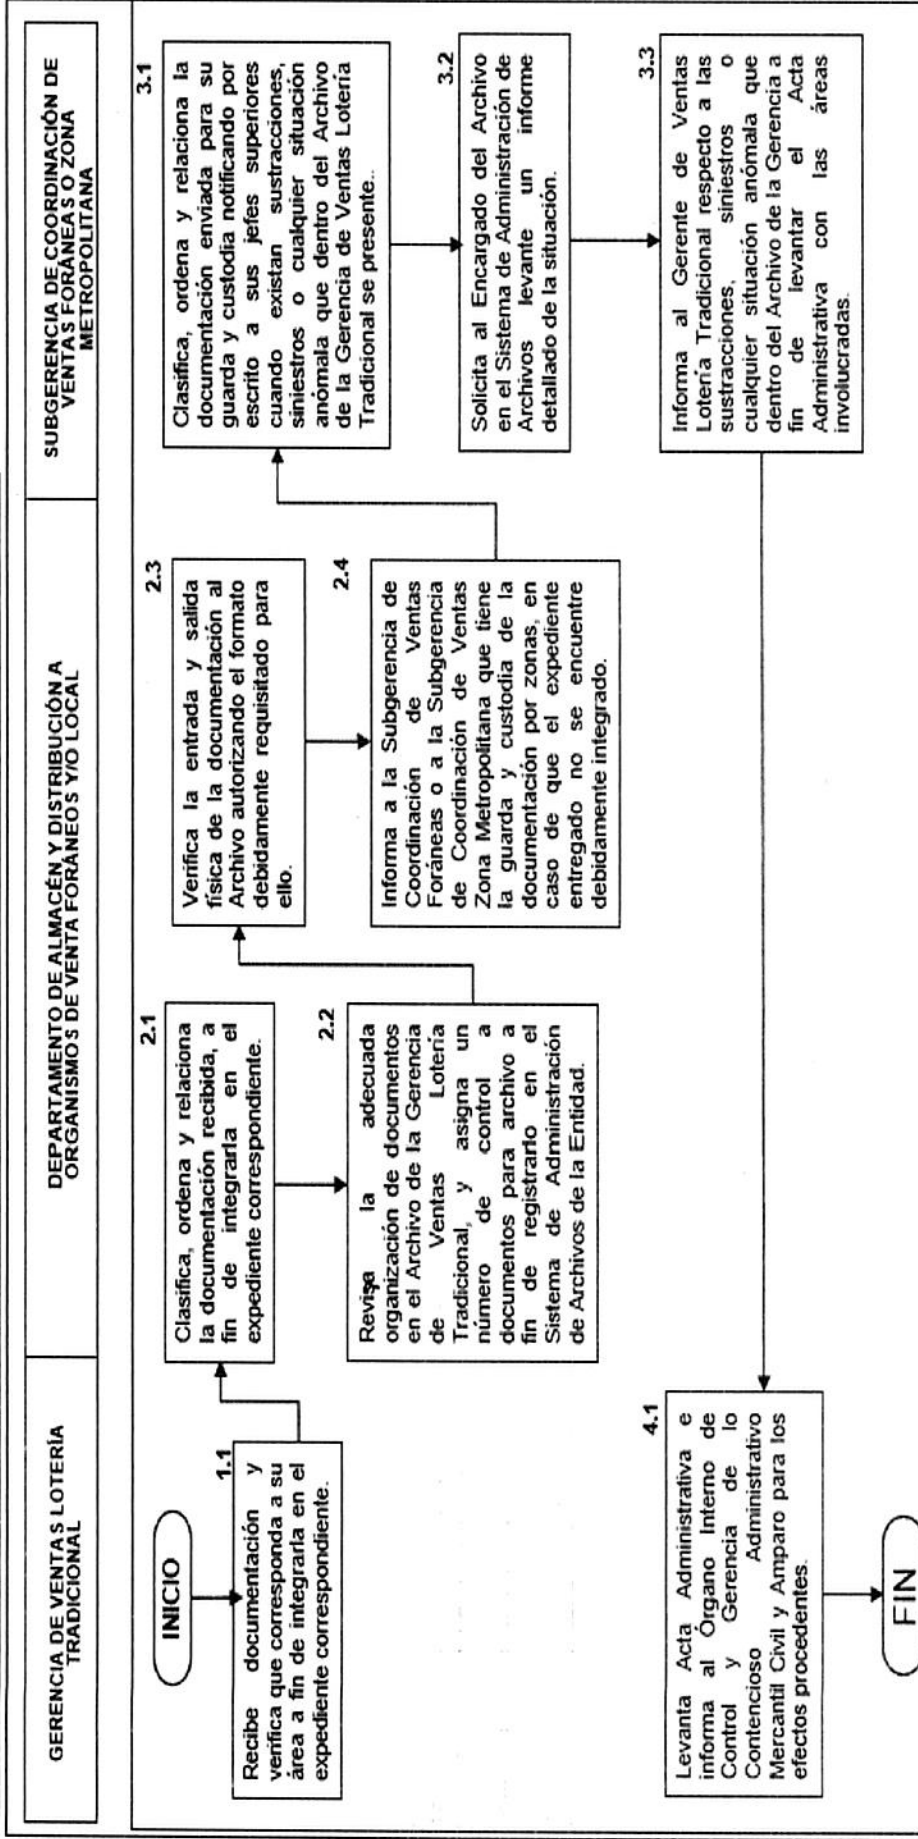 GERENCIA DE VENTAS LOTERÍA
TRADICIONAL
DEPARTAMENTO DE ALMACÉN Y DISTRIBUCIÓN A
ORGANISMOS DE VENTA FORÁNEOS Y/O LOCAL
SUBGERENCIA DE COORDINACIÓN DE
VENTAS FORÁNEAS O ZONA
METROPOLITANA
INICIO
1.1
Recibe documentación y
verifica que corresponda a su
área a fin de integrarla en el
expediente correspondiente.
2.1
Clasifica, ordena y relaciona
la documentación recibida, a
fin de integrarla en el
expediente correspondiente.
2.2
Revisa la adecuada
organización de documentos
en el Archivo de la Gerencia
de Ventas Lotería
Tradicional, y asigna un
número de control a
documentos para archivo a
fin de registrarlo en el
Sistema de Administración
de Archivos de la Entidad.
2.3
Verifica la entrada y salida
física de la documentación al
Archivo autorizando el formato
debidamente requisitado para
ello.
2.4
Informa a la Subgerencia de
Coordinación de Ventas
Foráneas o a la Subgerencia
de Coordinación de Ventas
Zona Metropolitana que tiene
la guarda y custodia de la
documentación por zonas, en
caso de que el expediente
entregado no se encuentre
debidamente integrado.
3.1
Clasifica, ordena y relaciona la
documentación enviada para su
guarda y custodia notificando por
escrito a sus jefes superiores
cuando existan sustracciones,
siniestros o cualquier situación
anómala que dentro del Archivo
de la Gerencia de Ventas Lotería
Tradicional se presente..
3.2
Solicita al Encargado del Archivo
en el Sistema de Administración de
Archivos levante un informe
detallado de la situación.
3.3
Informa al Gerente de Ventas
Lotería Tradicional respecto a las
sustracciones, siniestros o
cualquier situación anómala que
dentro del Archivo de la Gerencia a
fin de levantar el Acta
Administrativa con las áreas
involucradas.
4.1
Levanta Acta Administrativa e
informa al Órgano Interno de
Control y Gerencia de lo
Contencioso Administrativo
Mercantil Civil y Amparo para los
efectos procedentes.
FIN